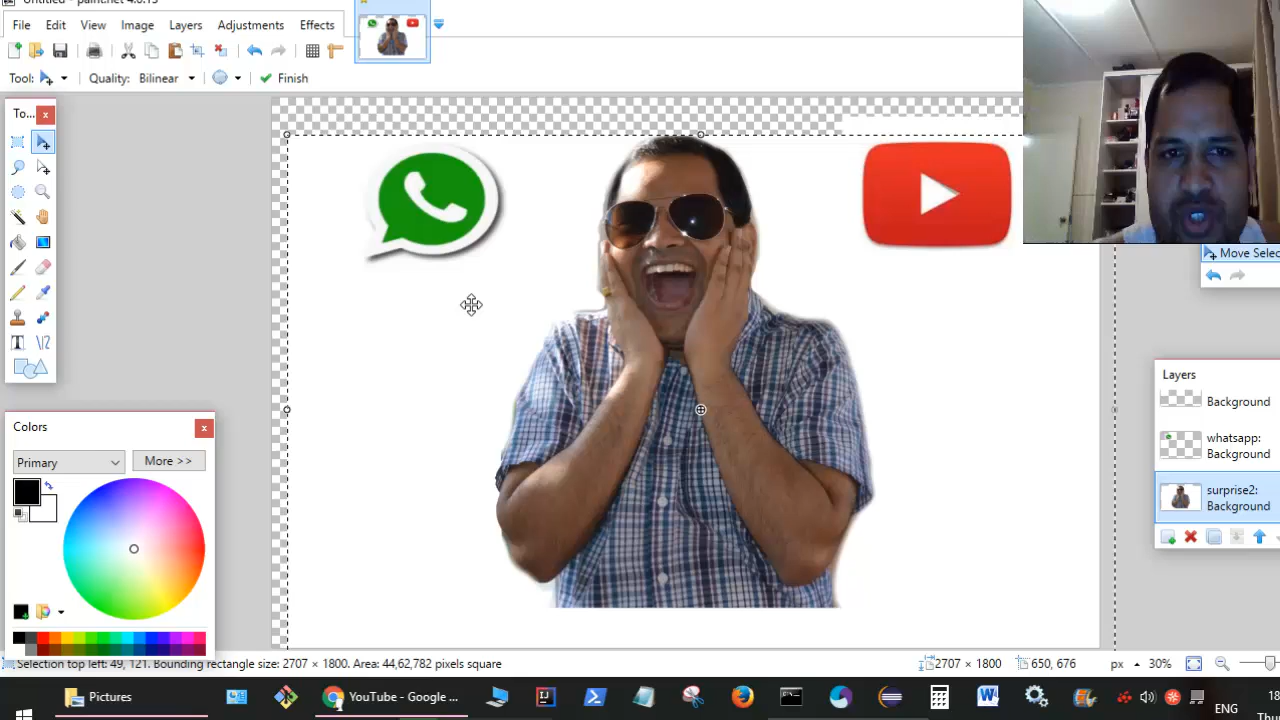 Untitled - paint.net 4.0.13
File Edit View Image Layers Adjustments Effects
Tool: Quality: Bilinear Finish
To... x
Move Selec
Colors x
Primary More >>
Layers
Background
whatsapp:
Background
surprise2:
Background
Selection top left: 49, 121. Bounding rectangle size: 2707 × 1800. Area: 44,62,782 pixels square 2707 × 1800 650, 676 px 30%
Pictures YouTube - Google ... ENG
18
Thu